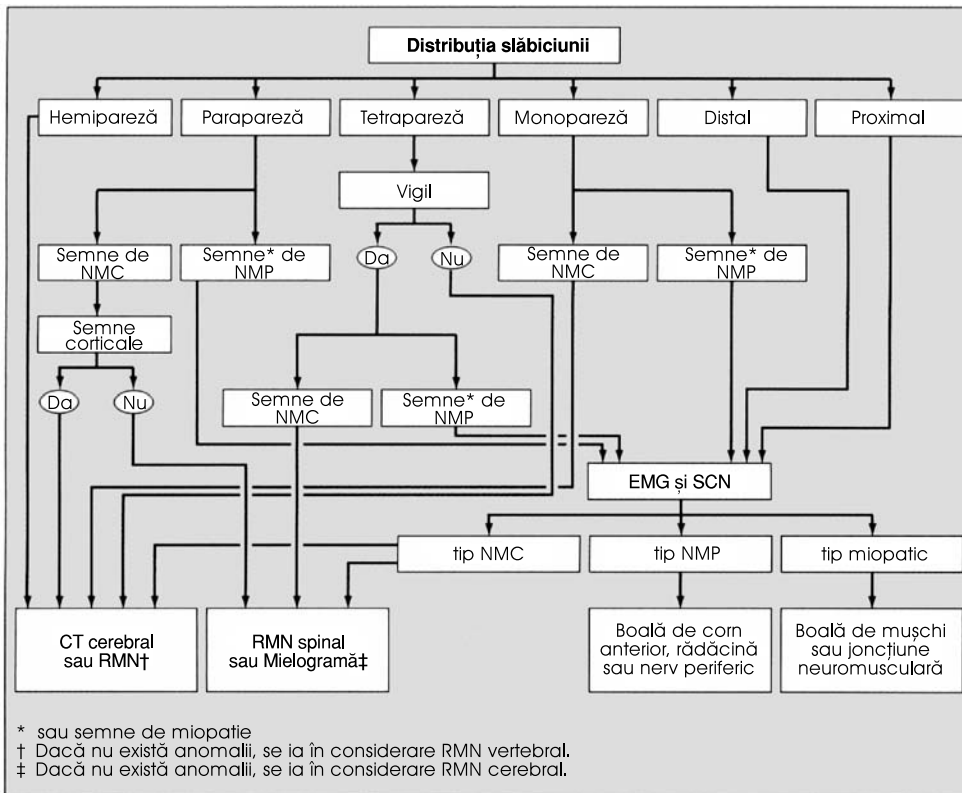 Distribuția slăbiciunii
Hemipareză
Parapareză
Tetrapareză
Monopareză
Distal
Proximal
Vigil
Semne de
NMC
Semne* de
NMP
Da
Nu
Semne de
NMC
Semne* de
NMP
Semne
corticale
Da
Nu
Semne de
NMC
Semne* de
NMP
EMG și SCN
tip NMC
tip NMP
tip miopatic
CT cerebral
sau RMN†
RMN spinal
sau Mielogramă‡
Boală de corn
anterior, rădăcină
sau nerv periferic
Boală de mușchi
sau joncțiune
neuromusculară
* sau semne de miopatie
† Dacă nu există anomalii, se ia în considerare RMN vertebral.
‡ Dacă nu există anomalii, se ia în considerare RMN cerebral.